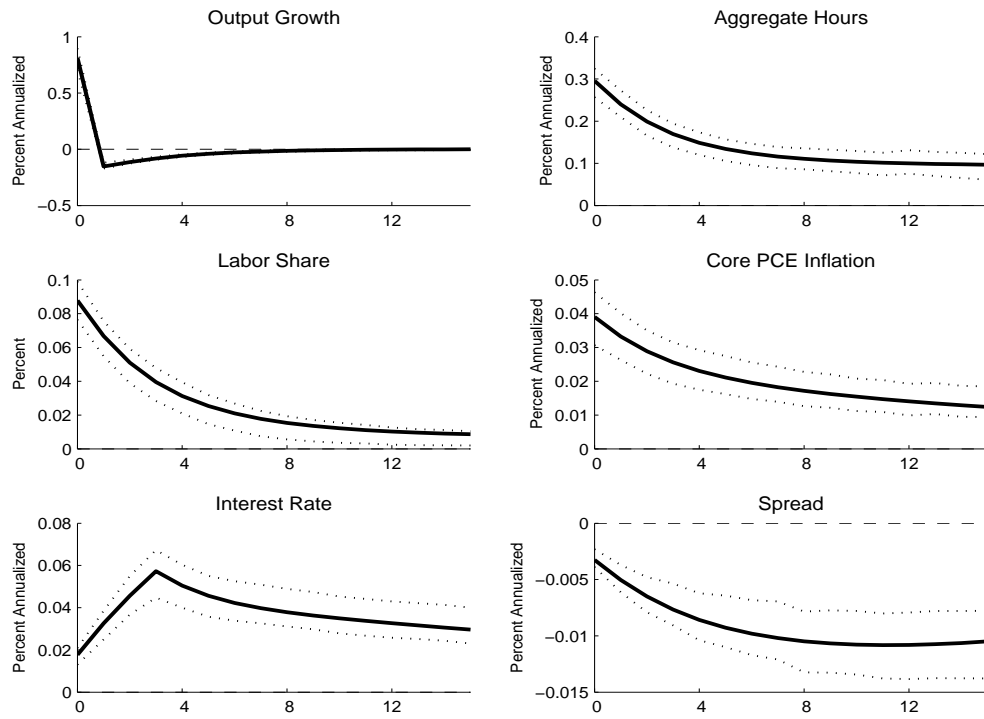 Output Growth
Percent Annualized
1
0.5
0
−0.5
0 4 8 12
Aggregate Hours
Percent Annualized
0.4
0.3
0.2
0.1
0
0 4 8 12
Labor Share
Percent
0.1
0.08
0.06
0.04
0.02
0
0 4 8 12
Core PCE Inflation
Percent Annualized
0.05
0.04
0.03
0.02
0.01
0
0 4 8 12
Interest Rate
Percent Annualized
0.08
0.06
0.04
0.02
0
0 4 8 12
Spread
Percent Annualized
0
−0.005
−0.01
−0.015
0 4 8 12